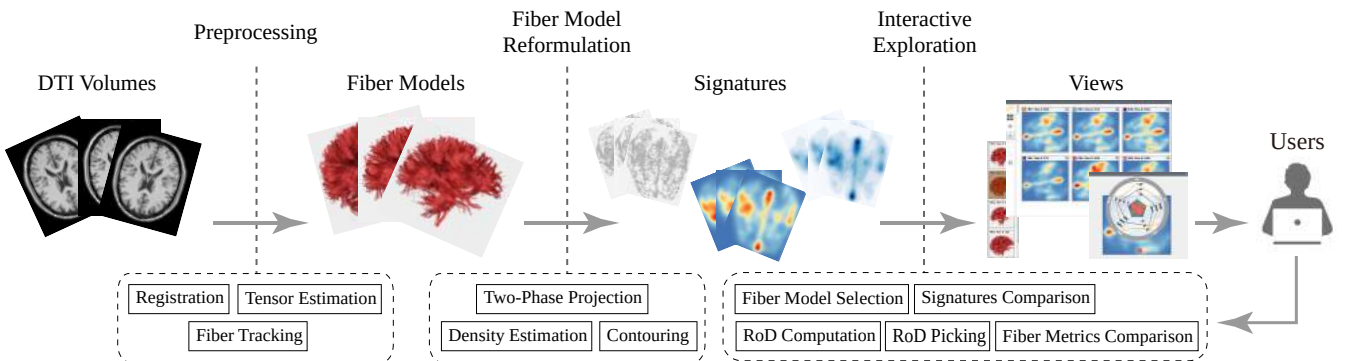 Preprocessing
Fiber Model
Reformulation
Interactive
Exploration
DTI Volumes
Fiber Models
Signatures
Views
Users
Registration
Tensor Estimation
Fiber Tracking
Two-Phase Projection
Density Estimation
Contouring
Fiber Model Selection
Signatures Comparison
RoD Computation
RoD Picking
Fiber Metrics Comparison